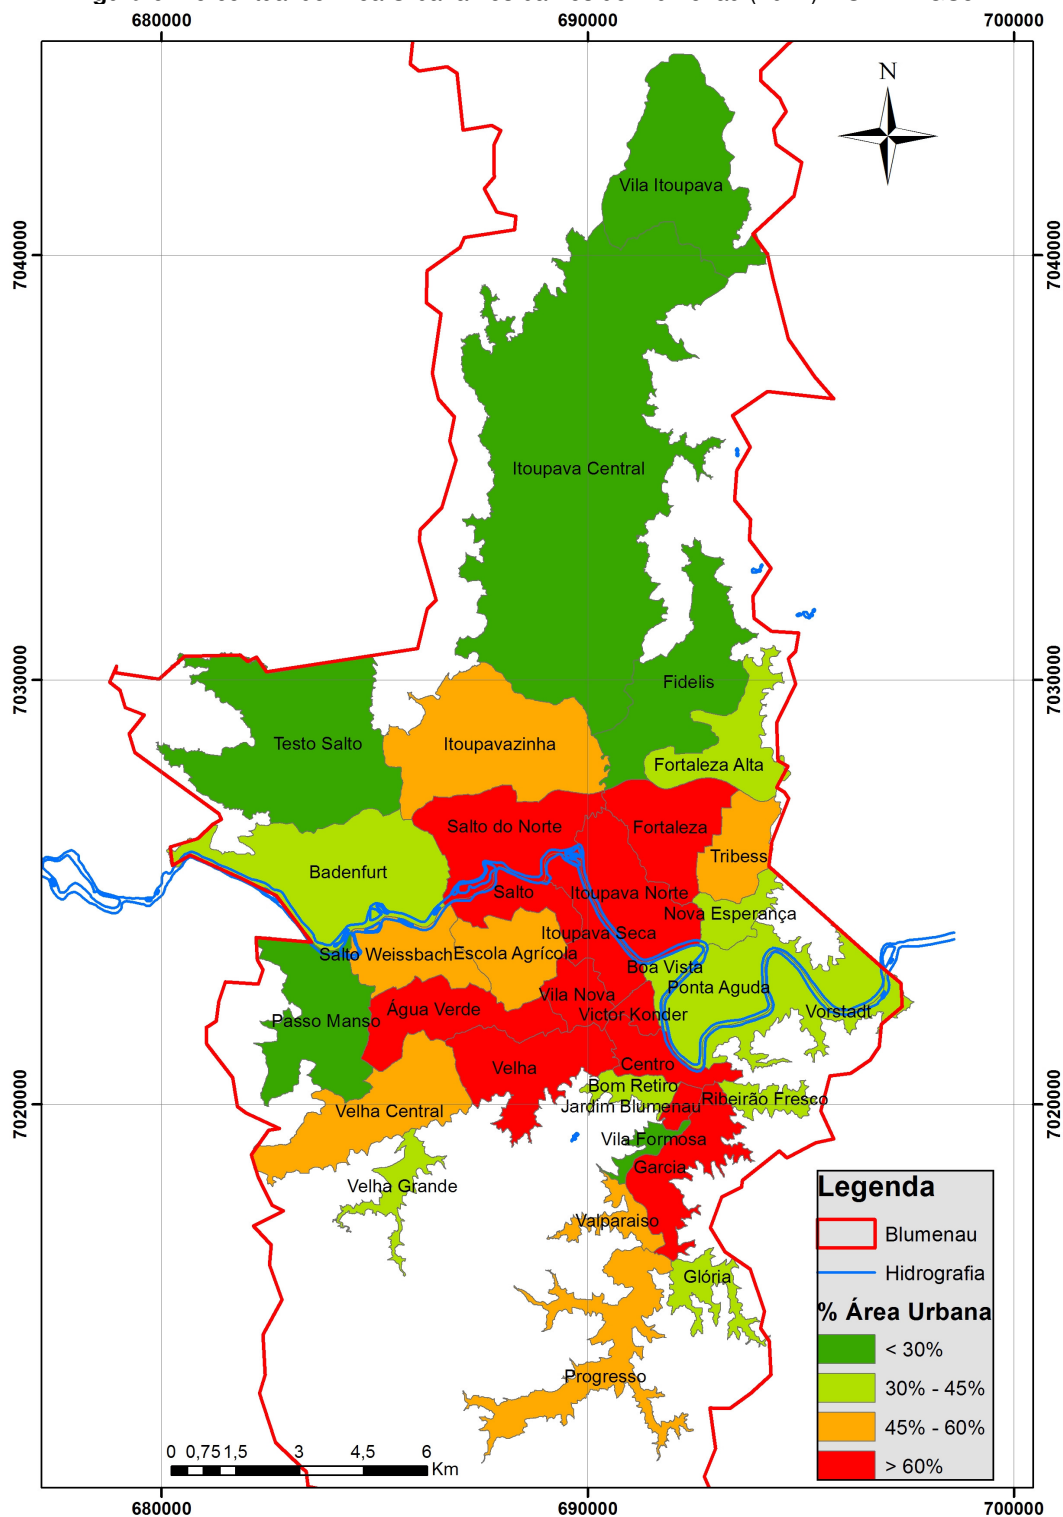 680000
690000
700000
N
Vila Itoupava
7040000
7040000
Itoupava Central
7030000
7030000
Fidelis
Testo Salto
Itoupavazinha
Fortaleza Alta
Salto do Norte
Fortaleza
Tribess
Badenfurt
Salto
Itoupava Norte
Nova Esperança
Itoupava Seca
Salto Weissbach
Escola Agrícola
Boa Vista
Ponta Aguda
Vila Nova
Água Verde
Victor Konder
Vorstadt
Passo Manso
Velha
Centro
Bom Retiro
Ribeirão Fresco
7020000
7020000
Velha Central
Jardim Blumenau
Vila Formosa
Garcia
Velha Grande
Valparaiso
Glória
Progresso
Legenda
Blumenau
Hidrografia
% Área Urbana
< 30%
30% - 45%
45% - 60%
> 60%
0 0,75 1,5 3 4,5 6
Km
680000
690000
700000